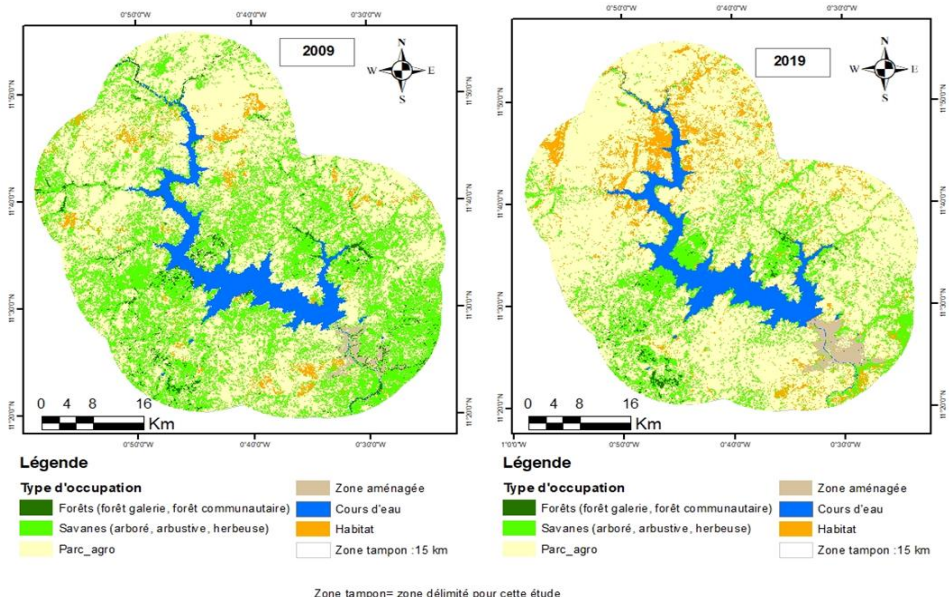 0°50'0"W 0°40'0"W 0°30'0"W
2009
N
W E
S
11°50'0"N
11°40'0"N
11°30'0"N
11°20'0"N
0 4 8 16
Km
0°50'0"W 0°40'0"W 0°30'0"W
Légende
Type d'occupation
Forêts (forêt galerie, forêt communautaire)
Savanes (arboré, arbustive, herbeuse)
Parc_agro
Zone aménagée
Cours d'eau
Habitat
Zone tampon :15 km
0°50'0"W 0°40'0"W 0°30'0"W
2019
N
W E
S
11°50'0"N
11°40'0"N
11°30'0"N
11°20'0"N
0 4 8 16
Km
1°0'0"W 0°50'0"W 0°40'0"W 0°30'0"W
Légende
Type d'occupation
Forêts (forêt galerie, forêt communautaire)
Savanes (arboré, arbustive, herbeuse)
Parc_agro
Zone aménagée
Cours d'eau
Habitat
Zone tampon :15 km
Zone tampon= zone délimité pour cette étude